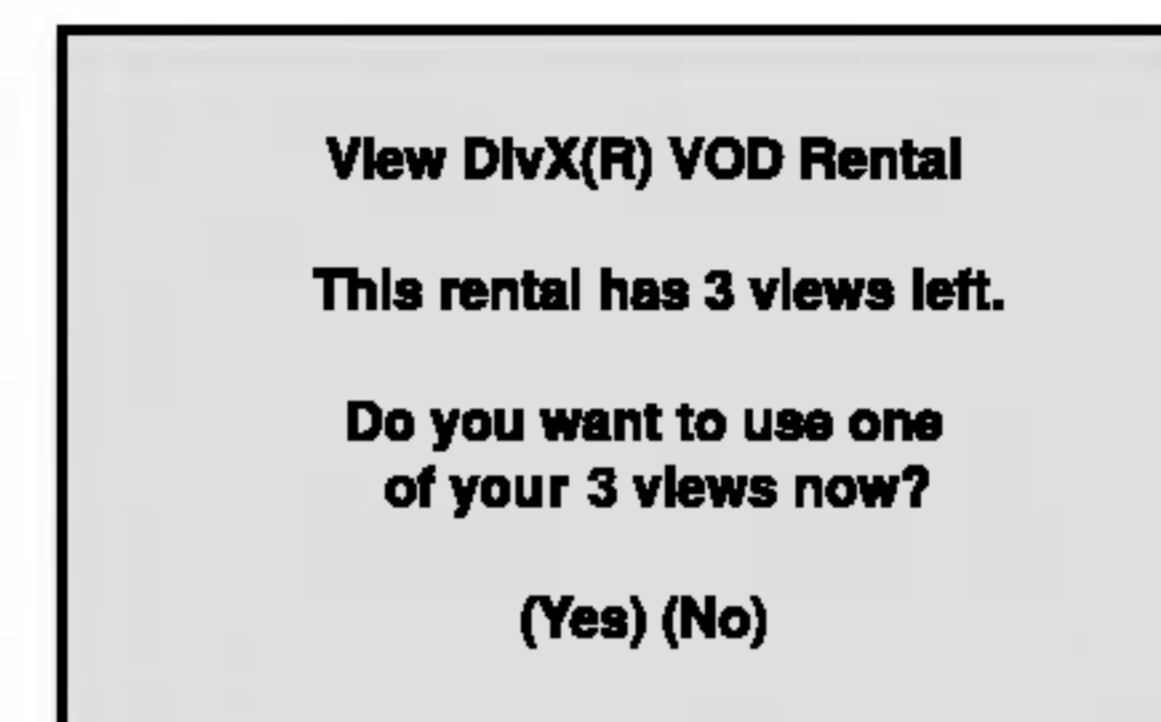 View DivX(R) VOD Rental
This rental has 3 views left.
Do you want to use one
of your 3 views now?
(Yes) (No)